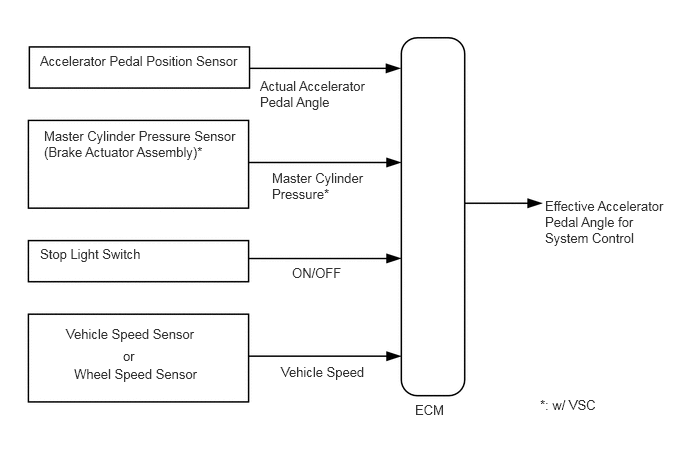 Accelerator Pedal Position Sensor
Actual Accelerator
Pedal Angle
Master Cylinder Pressure Sensor
(Brake Actuator Assembly)*
Master Cylinder
Pressure*
Stop Light Switch
ON/OFF
Vehicle Speed Sensor
or
Wheel Speed Sensor
Vehicle Speed
ECM
Effective Accelerator
Pedal Angle for
System Control
*: w/ VSC